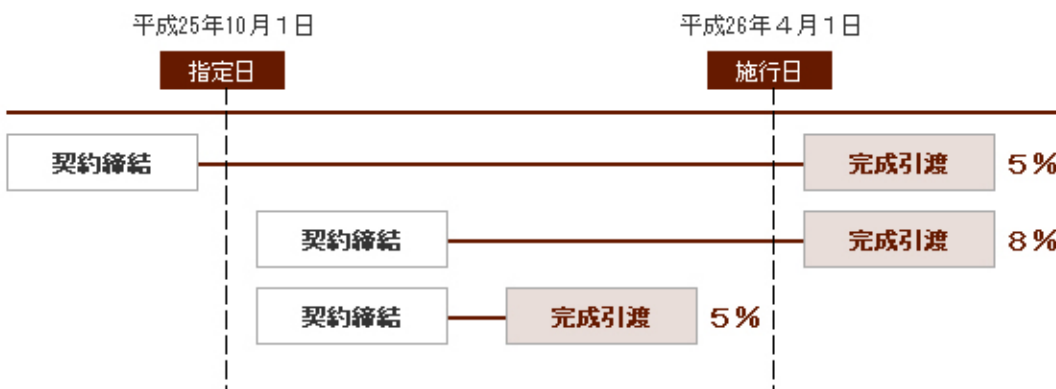 平成25年10月１日
平成26年４月１日
指定日
施行日
契約締結
完成引渡
５％
契約締結
完成引渡
８％
契約締結
完成引渡
５％